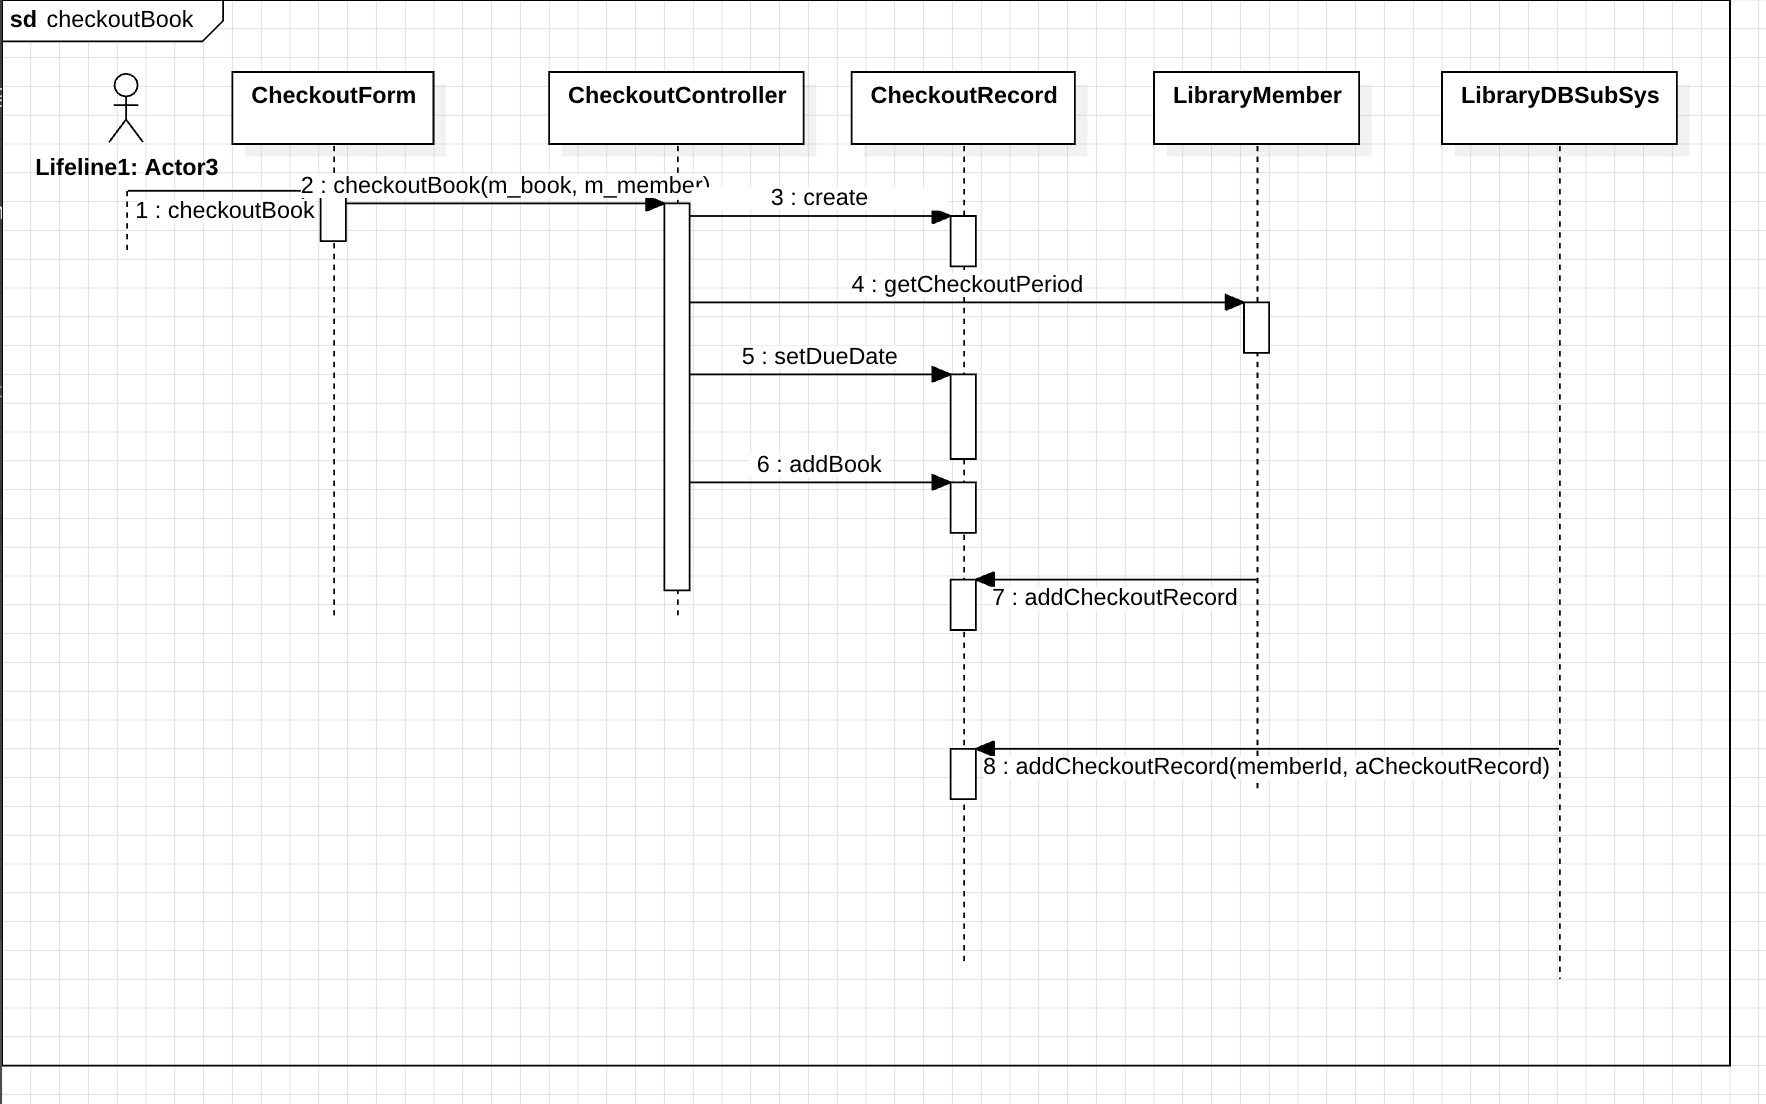 sd checkoutBook
CheckoutForm
CheckoutController
CheckoutRecord
LibraryMember
LibraryDBSubSys
Lifeline1: Actor3
2 : checkoutBook(m_book, m_member)
3 : create
1 : checkoutBook
4 : getCheckoutPeriod
5 : setDueDate
6 : addBook
7 : addCheckoutRecord
8 : addCheckoutRecord(memberId, aCheckoutRecord)